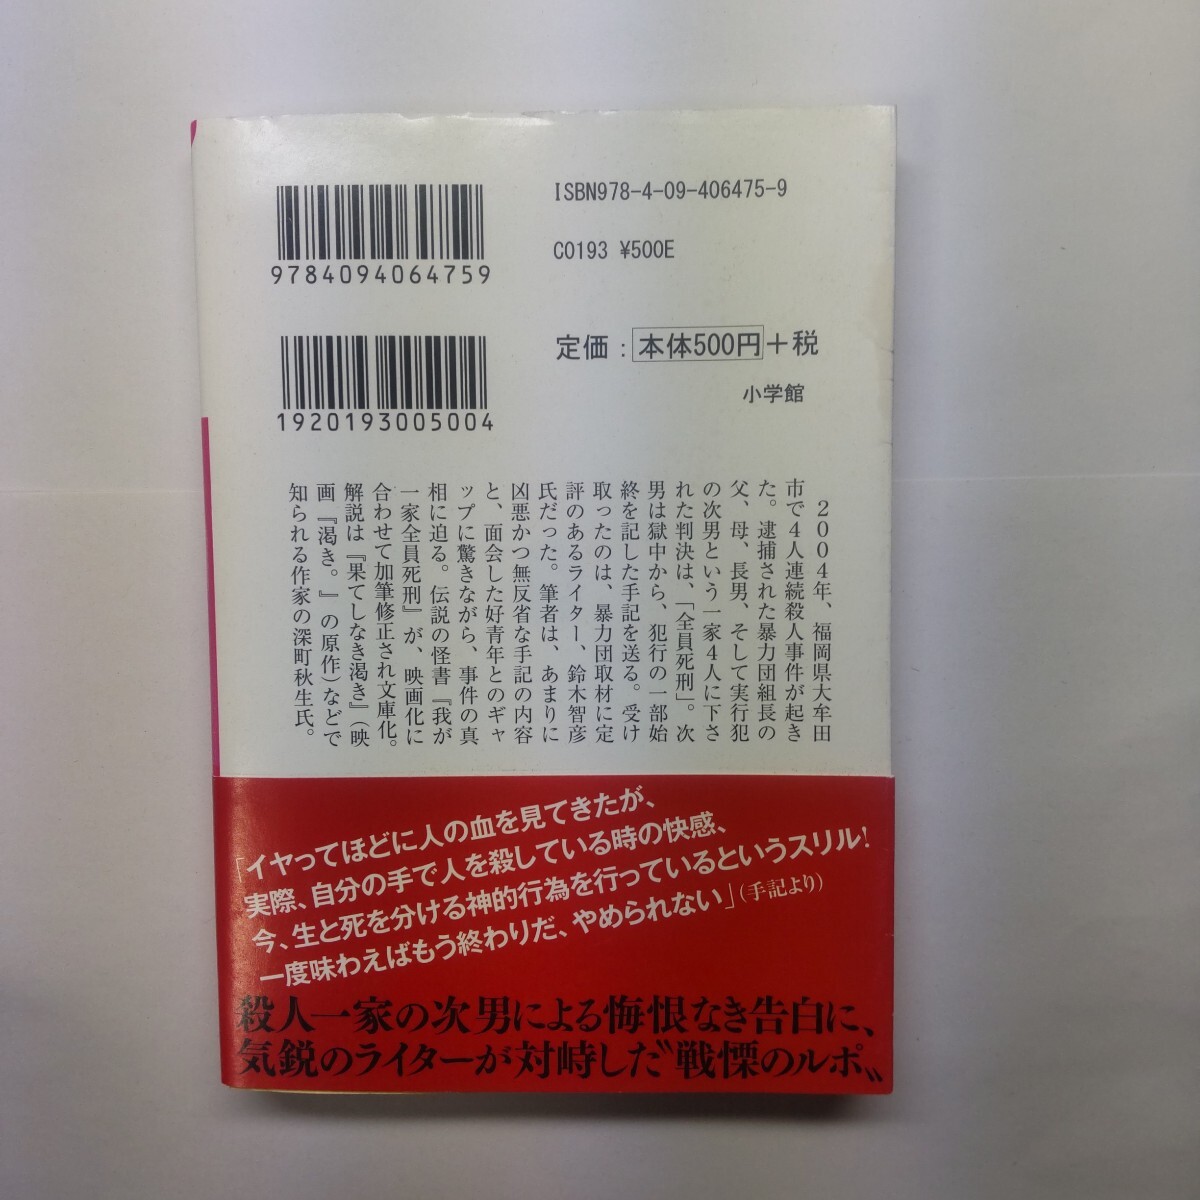 ISBN978-4-09-406475-9
9784094064759
C0193 ¥500E
定価：本体500円＋税
小学館
1920193005004
2004年、福岡県大牟田
市で4人連続殺人事件が起き
た。逮捕された暴力団組長の
父、母、長男、そして実行犯
の次男という一家4人に下さ
れた判決は、「全員死刑」。次
男は獄中から、犯行の一部始
終を記した手記を送る。受け
取ったのは、暴力団取材に定
評のあるライター、鈴木智彦
氏だった。筆者は、あまりに
凶悪かつ無反省な手記の内容
と、面会した好青年とのギャ
ップに驚きながら、事件の真
相に迫る。伝説の怪書『我が
一家全員死刑』が、映画化に
合わせて加筆修正され文庫化。
解説は『果てしなき渇き』（映
画『渇き。』の原作）などで
知られる作家の深町秋生氏。
「イヤってほどに人の血を見てきたが、
実際、自分の手で人を殺している時の快感、
今、生と死を分ける神的行為を行っているというスリル！
一度味わえばもう終わりだ、やめられない」（手記より）
殺人一家の次男による悔恨なき告白に、
気鋭のライターが対峙した〝戦慄のルポ〟